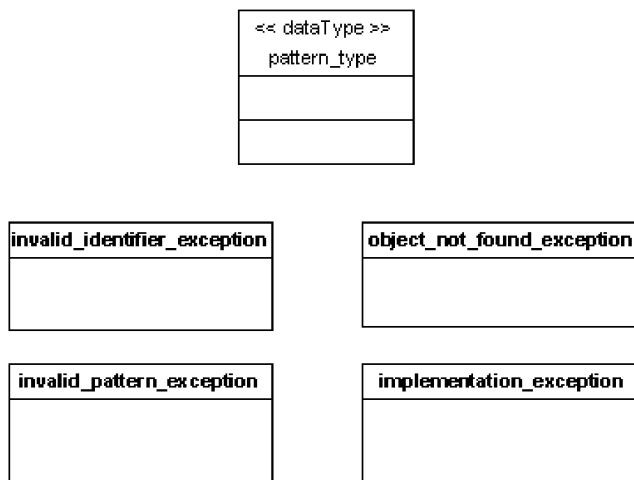 << dataType >>
pattern_type
invalid_identifier_exception
object_not_found_exception
invalid_pattern_exception
implementation_exception